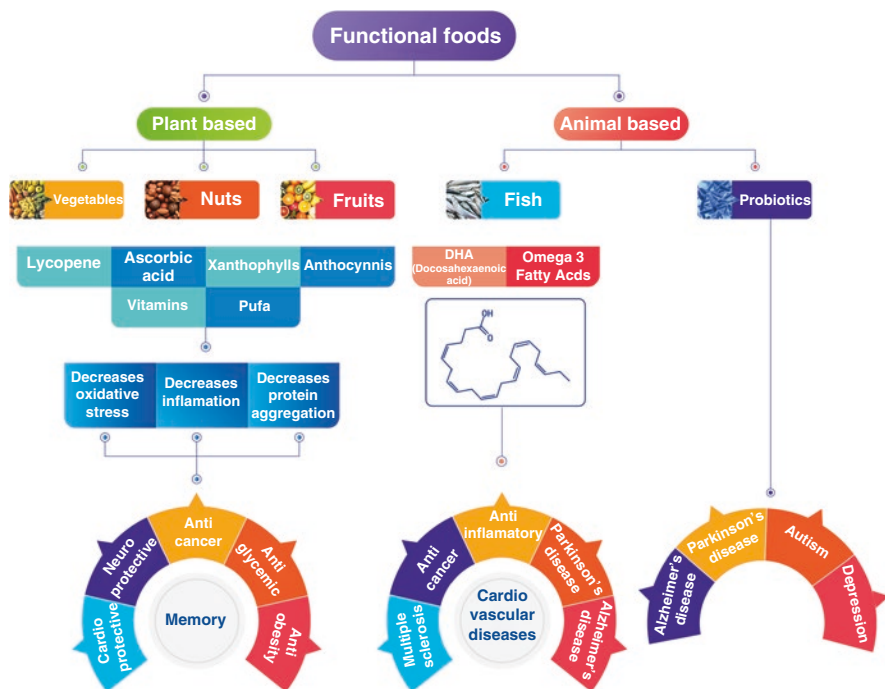 Functional foods
Plant based
Animal based
Vegetables
Nuts
Fruits
Fish
Probiotics
Lycopene
Ascorbic
acid
Xanthophylls
Anthocynnis
Vitamins
Pufa
DHA
(Docosahexaenoic
acid)
Omega 3
Fatty Acds
OH
O
Decreases
oxidative
stress
Decreases
inflamation
Decreases
protein
aggregation
Cardio
protective
Neuro
protective
Anti
cancer
Anti
glycemic
Anti
obesity
Memory
Multiple
sclerosis
Anti
cancer
Anti
inflamatory
Parkinson's
disease
Alzheimer's
disease
Cardio
vascular
diseases
Alzheimer's
disease
Parkinson's
disease
Autism
Depression